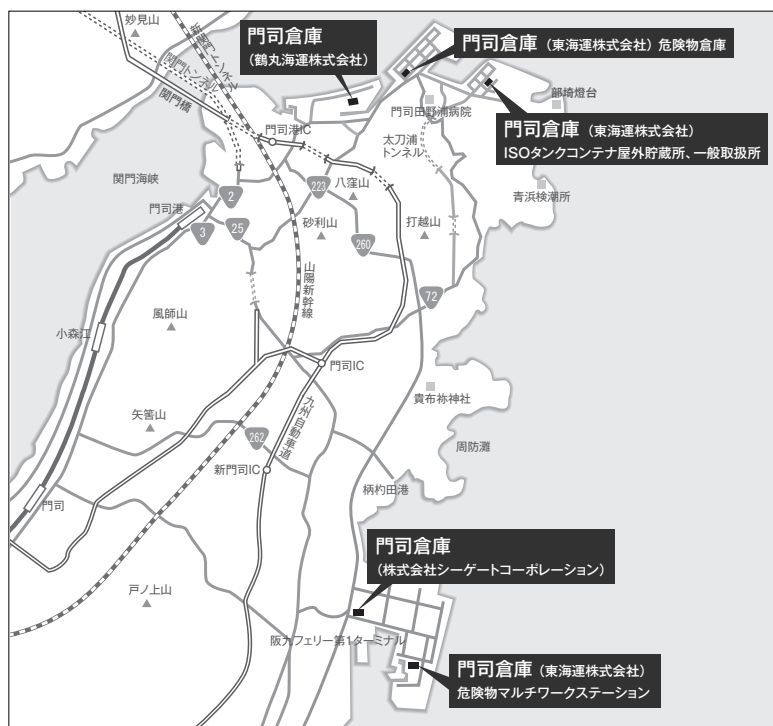 妙見山
門司倉庫
(鶴丸海運株式会社)
門司倉庫 (東海運株式会社) 危険物倉庫
新関門トンネル
関門トンネル
関門橋
門司港IC
門司田野浦病院
部埼燈台
門司倉庫 (東海運株式会社)
ISOタンクコンテナ屋外貯蔵所、一般取扱所
太刀浦
トンネル
関門海峡
2
223
八窪山
青浜検潮所
門司港
3
25
砂利山
260
打越山
山陽新幹線
72
風師山
小森江
門司IC
貴布祢神社
矢筈山
262
九州自動車道
周防灘
新門司IC
柄杓田港
門司
門司倉庫
(株式会社シーゲートコーポレーション)
戸ノ上山
阪九フェリー第1ターミナル
門司倉庫 (東海運株式会社)
危険物マルチワークステーション